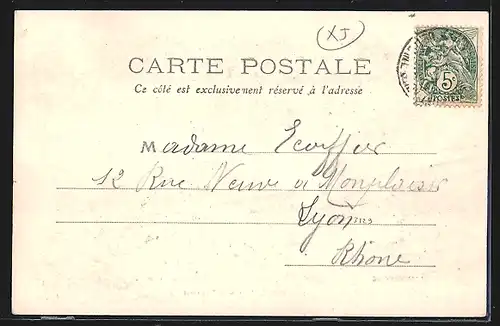 XJ
CARTE POSTALE
Ce côté est exclusivement réservé à l'adresse
5c
POSTES
Madame Ecoiffier
12 Rue Neuve de Monplaisir
Lyon
Rhône